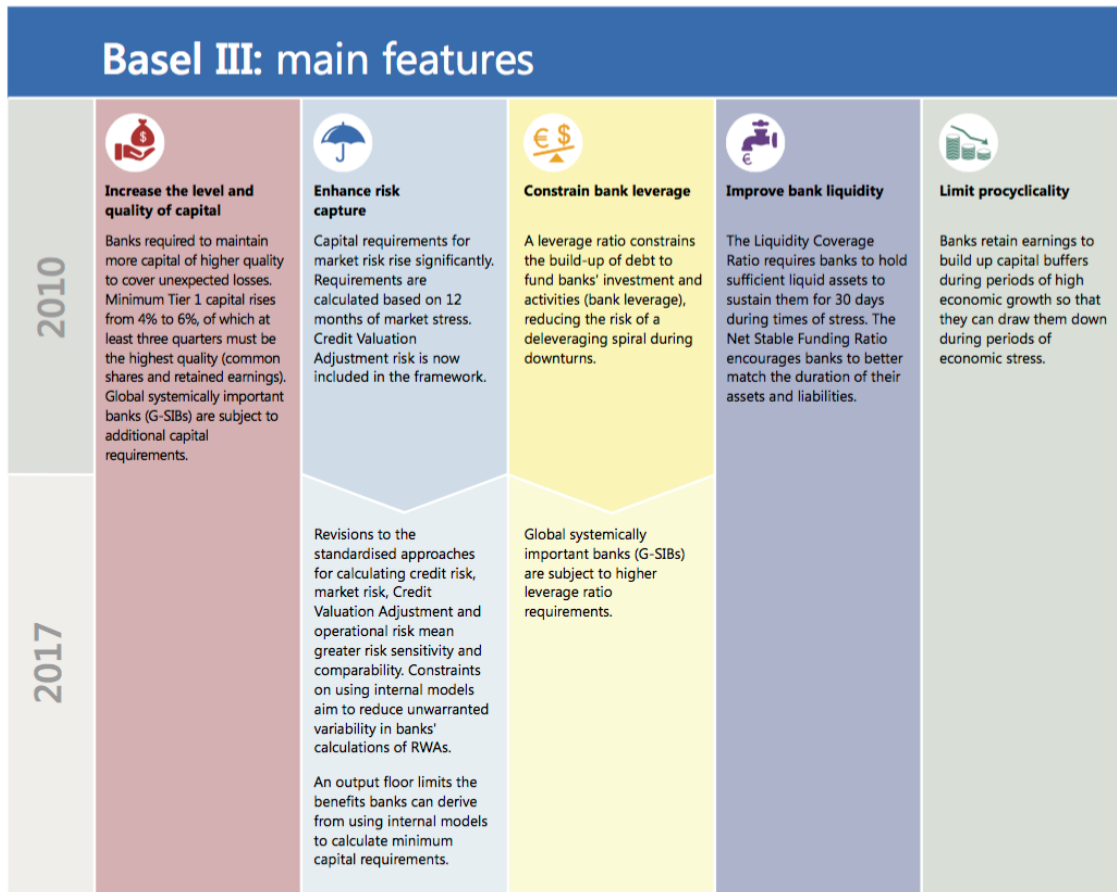 Basel III: main features
2010
Increase the level and
quality of capital
Banks required to maintain
more capital of higher quality
to cover unexpected losses.
Minimum Tier 1 capital rises
from 4% to 6%, of which at
least three quarters must be
the highest quality (common
shares and retained earnings).
Global systemically important
banks (G-SIBs) are subject to
additional capital
requirements.
Enhance risk
capture
Capital requirements for
market risk rise significantly.
Requirements are
calculated based on 12
months of market stress.
Credit Valuation
Adjustment risk is now
included in the framework.
Constrain bank leverage
A leverage ratio constrains
the build-up of debt to
fund banks' investment and
activities (bank leverage),
reducing the risk of a
deleveraging spiral during
downturns.
Improve bank liquidity
The Liquidity Coverage
Ratio requires banks to hold
sufficient liquid assets to
sustain them for 30 days
during times of stress. The
Net Stable Funding Ratio
encourages banks to better
match the duration of their
assets and liabilities.
Limit procyclicality
Banks retain earnings to
build up capital buffers
during periods of high
economic growth so that
they can draw them down
during periods of
economic stress.
2017
Revisions to the
standardised approaches
for calculating credit risk,
market risk, Credit
Valuation Adjustment and
operational risk mean
greater risk sensitivity and
comparability. Constraints
on using internal models
aim to reduce unwarranted
variability in banks'
calculations of RWAs.
An output floor limits the
benefits banks can derive
from using internal models
to calculate minimum
capital requirements.
Global systemically
important banks (G-SIBs)
are subject to higher
leverage ratio
requirements.